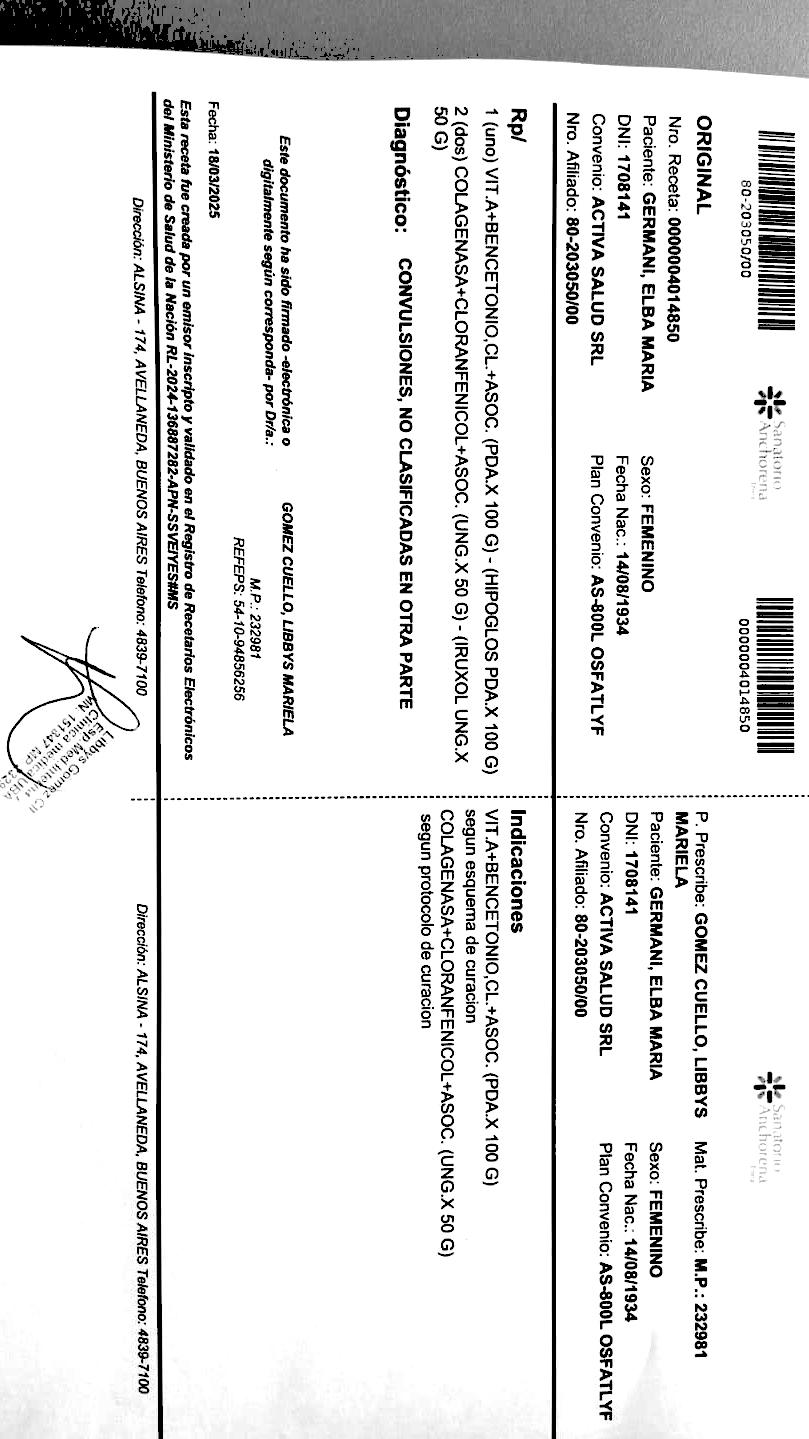 80-203050/00
Sanatorio
Anchorena
0000004014850
ORIGINAL
Nro. Receta: 0000004014850
Paciente: GERMANI, ELBA MARIA
Sexo: FEMENINO
DNI: 1708141
Fecha Nac.: 14/08/1934
Convenio: ACTIVA SALUD SRL
Plan Convenio: AS-800L OSFATLYF
Nro. Afiliado: 80-203050/00
Rp/
1 (uno) VIT.A+BENCETONIO,CL.+ASOC. (PDA.X 100 G) - (HIPOGLOS PDA.X 100 G)
2 (dos) COLAGENASA+CLORANFENICOL+ASOC. (UNG.X 50 G) - (IRUXOL UNG.X
50 G)
Diagnóstico: CONVULSIONES, NO CLASIFICADAS EN OTRA PARTE
Este documento ha sido firmado -electrónica o
digitalmente según corresponda- por Dr/a.:
GOMEZ CUELLO, LIBBYS MARIELA
M.P.: 232981
REFEPS: 54-10-94856256
Fecha: 18/03/2025
Esta receta fue creada por un emisor inscripto y validado en el Registro de Recetarios Electrónicos
del Ministerio de Salud de la Nación RL-2024-136887282-APN-SSVEIYES#MS
Dirección: ALSINA - 174, AVELLANEDA, BUENOS AIRES Telefono: 4839-7100
Libbys Gomez
Esp. Med Interna
Clinica medica UBA
MN. 151347 MP
Sanatorio
Anchorena
P. Prescribe: GOMEZ CUELLO, LIBBYS
MARIELA
Mat. Prescribe: M.P.: 232981
Paciente: GERMANI, ELBA MARIA
Sexo: FEMENINO
DNI: 1708141
Fecha Nac.: 14/08/1934
Convenio: ACTIVA SALUD SRL
Plan Convenio: AS-800L OSFATLYF
Nro. Afiliado: 80-203050/00
Indicaciones
VIT.A+BENCETONIO,CL.+ASOC. (PDA.X 100 G)
segun esquema de curacion
COLAGENASA+CLORANFENICOL+ASOC. (UNG.X 50 G)
segun protocolo de curacion
Dirección: ALSINA - 174, AVELLANEDA, BUENOS AIRES Telefono: 4839-7100